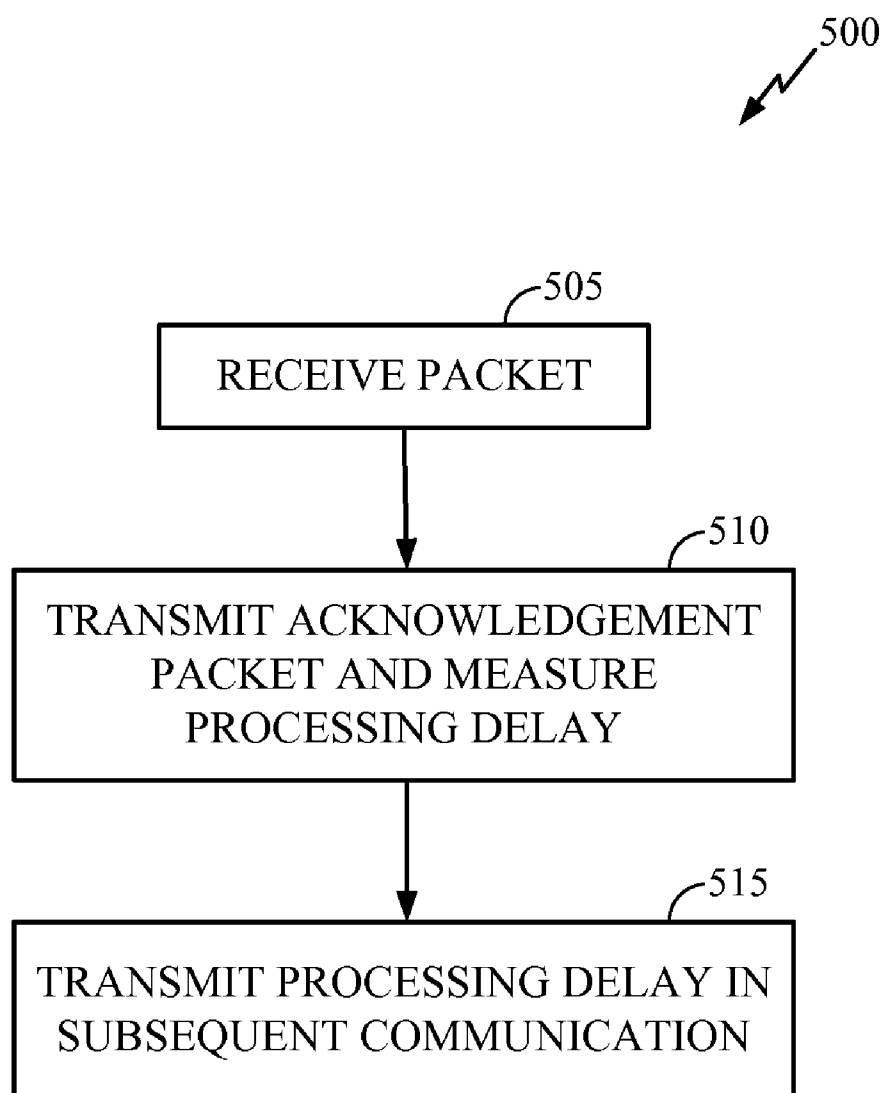 500
505
RECEIVE PACKET
510
TRANSMIT ACKNOWLEDGEMENT
PACKET AND MEASURE
PROCESSING DELAY
515
TRANSMIT PROCESSING DELAY IN
SUBSEQUENT COMMUNICATION